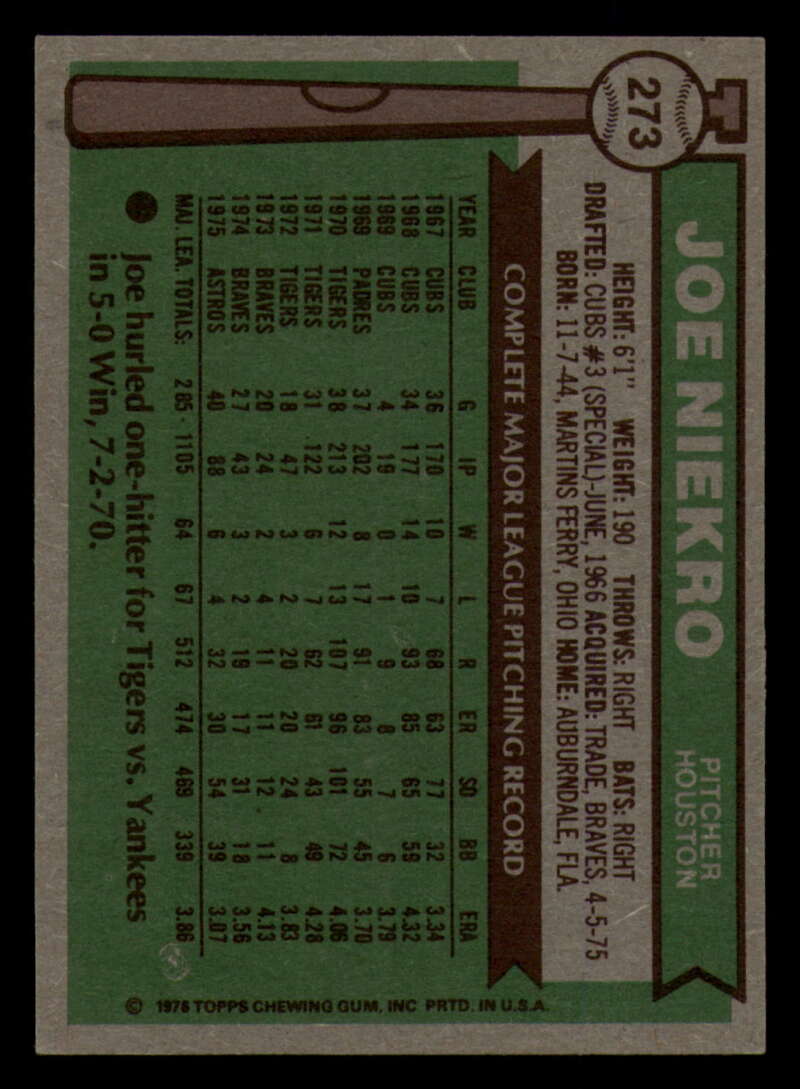 273
JOE NIEKRO
PITCHER
HOUSTON
HEIGHT: 6'1" WEIGHT: 190 THROWS: RIGHT BATS: RIGHT
DRAFTED: CUBS #3 (SPECIAL)-JUNE, 1966 ACQUIRED: TRADE, BRAVES, 4-5-75
BORN: 11-7-44, MARTINS FERRY, OHIO HOME: AUBURNDALE, FLA.
COMPLETE MAJOR LEAGUE PITCHING RECORD
YEAR CLUB G IP W L R ER SO BB ERA
1967 CUBS 36 170 10 7 68 63 77 32 3.34
1968 CUBS 34 177 14 10 93 85 65 59 4.32
1969 CUBS 4 19 0 1 9 8 7 6 3.79
1969 PADRES 37 202 8 17 91 83 55 45 3.70
1970 TIGERS 38 213 12 13 107 96 101 72 4.06
1971 TIGERS 31 122 6 7 62 61 43 49 4.28
1972 TIGERS 18 47 3 2 20 20 24 8 3.83
1973 BRAVES 20 24 2 4 11 11 12 11 4.13
1974 BRAVES 27 43 3 2 19 17 31 18 3.56
1975 ASTROS 40 88 6 4 32 30 54 39 3.07
MAJ. LEA. TOTALS: 285 1105 64 67 512 474 469 339 3.86
Joe hurled one-hitter for Tigers vs. Yankees
in 5-0 Win, 7-2-70.
© 1976 TOPPS CHEWING GUM, INC PRTD. IN U.S.A.